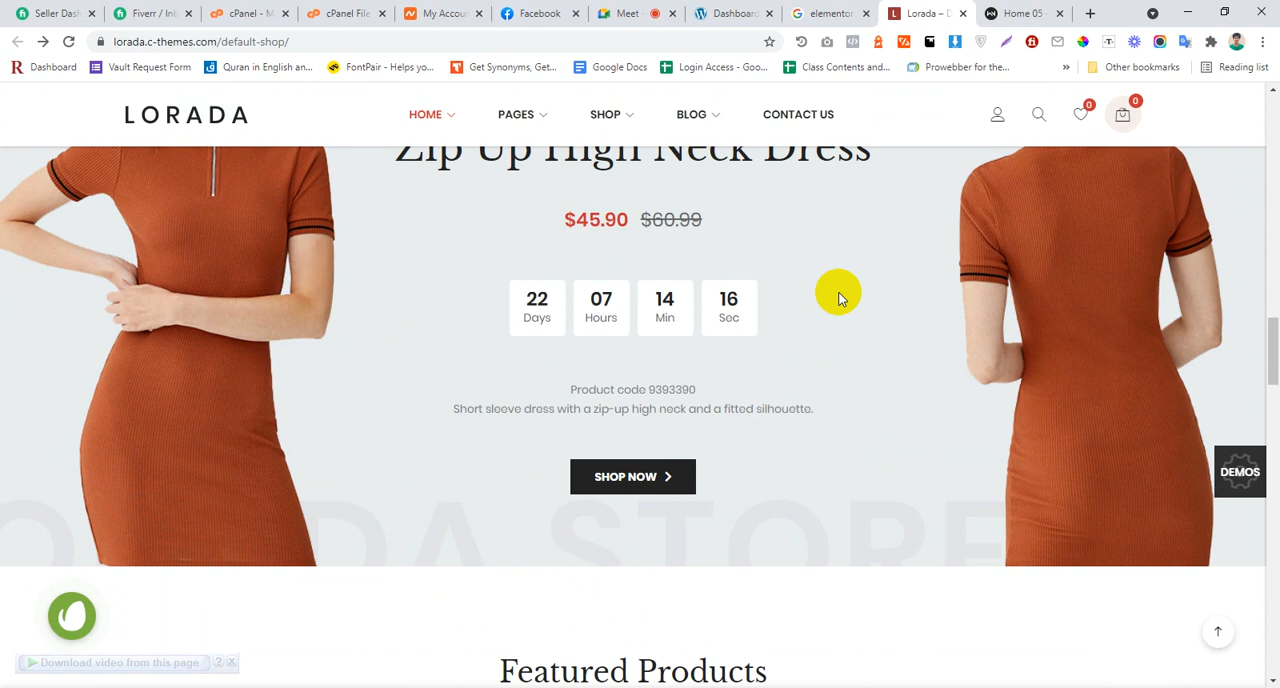 Seller Das
Fiverr / Inb
cPanel - M
cPanel File
My Accou
Facebook
Meet
Dashboard
elementor
Lorada – D
Home 05 -
lorada.c-themes.com/default-shop/
Dashboard
Vault Request Form
Quran in English an...
FontPair - Helps yo...
Get Synonyms, Get...
Google Docs
Login Access - Goo...
Class Contents and...
Prowebber for the...
»
Other bookmarks
Reading list
LORADA
HOME
PAGES
SHOP
BLOG
CONTACT US
0
0
Zip Up High Neck Dress
$45.90 $60.99
22
07
14
16
Days
Hours
Min
Sec
Product code 9393390
Short sleeve dress with a zip-up high neck and a fitted silhouette.
DEMOS
SHOP NOW
LORADA STORE
Download video from this page ? X
Featured Products